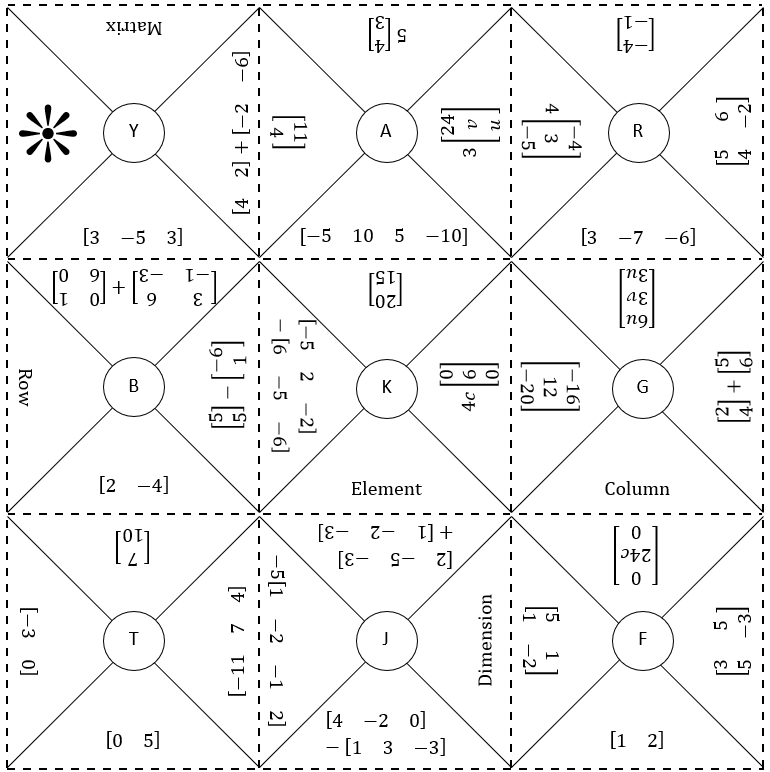 Matrix
Y
[4 2] + [−2 −6]
[3 −5 3]
5[4
3]
[11
4]
A
3[2u
v
u]
[−5 10 5 −10]
[−4
−1]
4[−4
3
−5]
R
[5 6
4 −2]
[3 −7 −6]
[3 6
−1 −3] + [0 1
6 0]
Row
B
[5
5] − [−6
1]
[2 −4]
[20
15]
[−5 2 −2]
− [6 −5 −6]
K
4c[0
6
0]
Element
[6u
3v
3u]
[−16
12
−20]
G
[2
4] + [5
6]
Column
[7
10]
[−3 0]
T
[−11 7 4]
[0 5]
[2 −5 −3]
+ [1 −2 −3]
−5[1 −2 −1 2]
J
Dimension
[4 −2 0]
− [1 3 −3]
[0
24c
0]
[5 1
1 −2]
F
[3 5
5 −3]
[1 2]